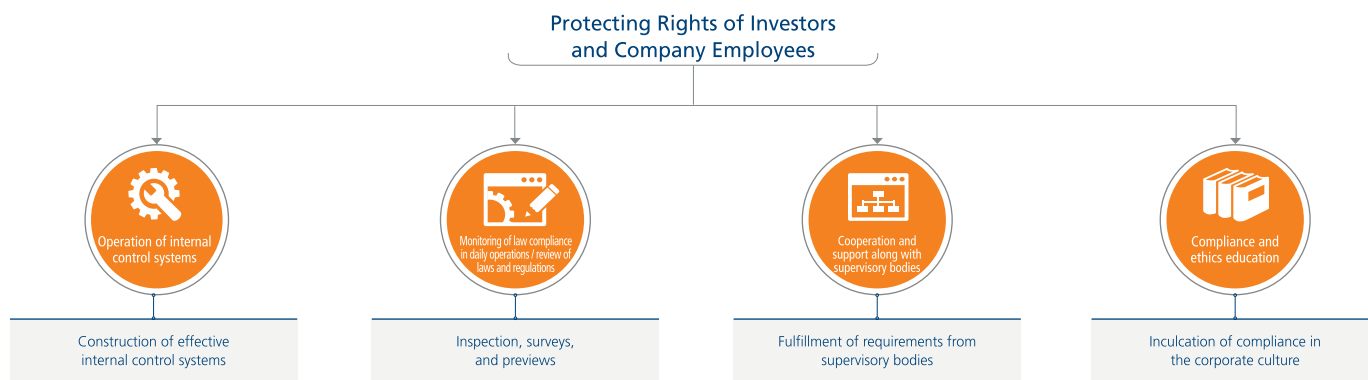 Protecting Rights of Investors
and Company Employees
Operation of internal
control systems
Monitoring of law compliance
in daily operations / review of
laws and regulations
Cooperation and
support along with
supervisory bodies
Compliance and
ethics education
Construction of effective
internal control systems
Inspection, surveys,
and previews
Fulfillment of requirements from
supervisory bodies
Inculcation of compliance in
the corporate culture